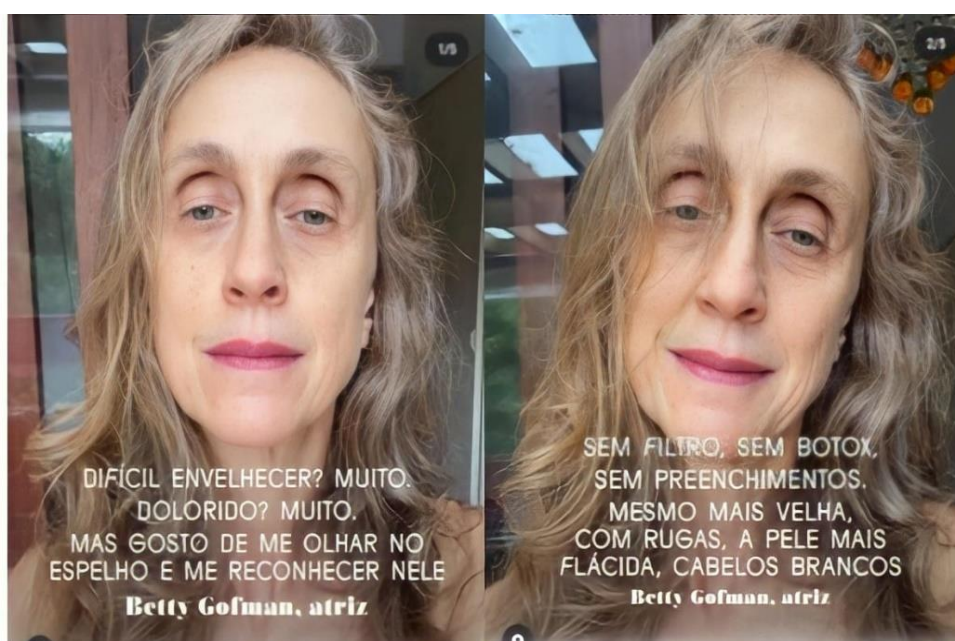 1/5
DIFÍCIL ENVELHECER? MUITO.
DOLORIDO? MUITO.
MAS GOSTO DE ME OLHAR NO
ESPELHO E ME RECONHECER NELE
Betty Gofman, atriz
2/5
SEM FILTRO, SEM BOTOX,
SEM PREENCHIMENTOS.
MESMO MAIS VELHA,
COM RUGAS, A PELE MAIS
FLÁCIDA, CABELOS BRANCOS
Betty Gofman, atriz